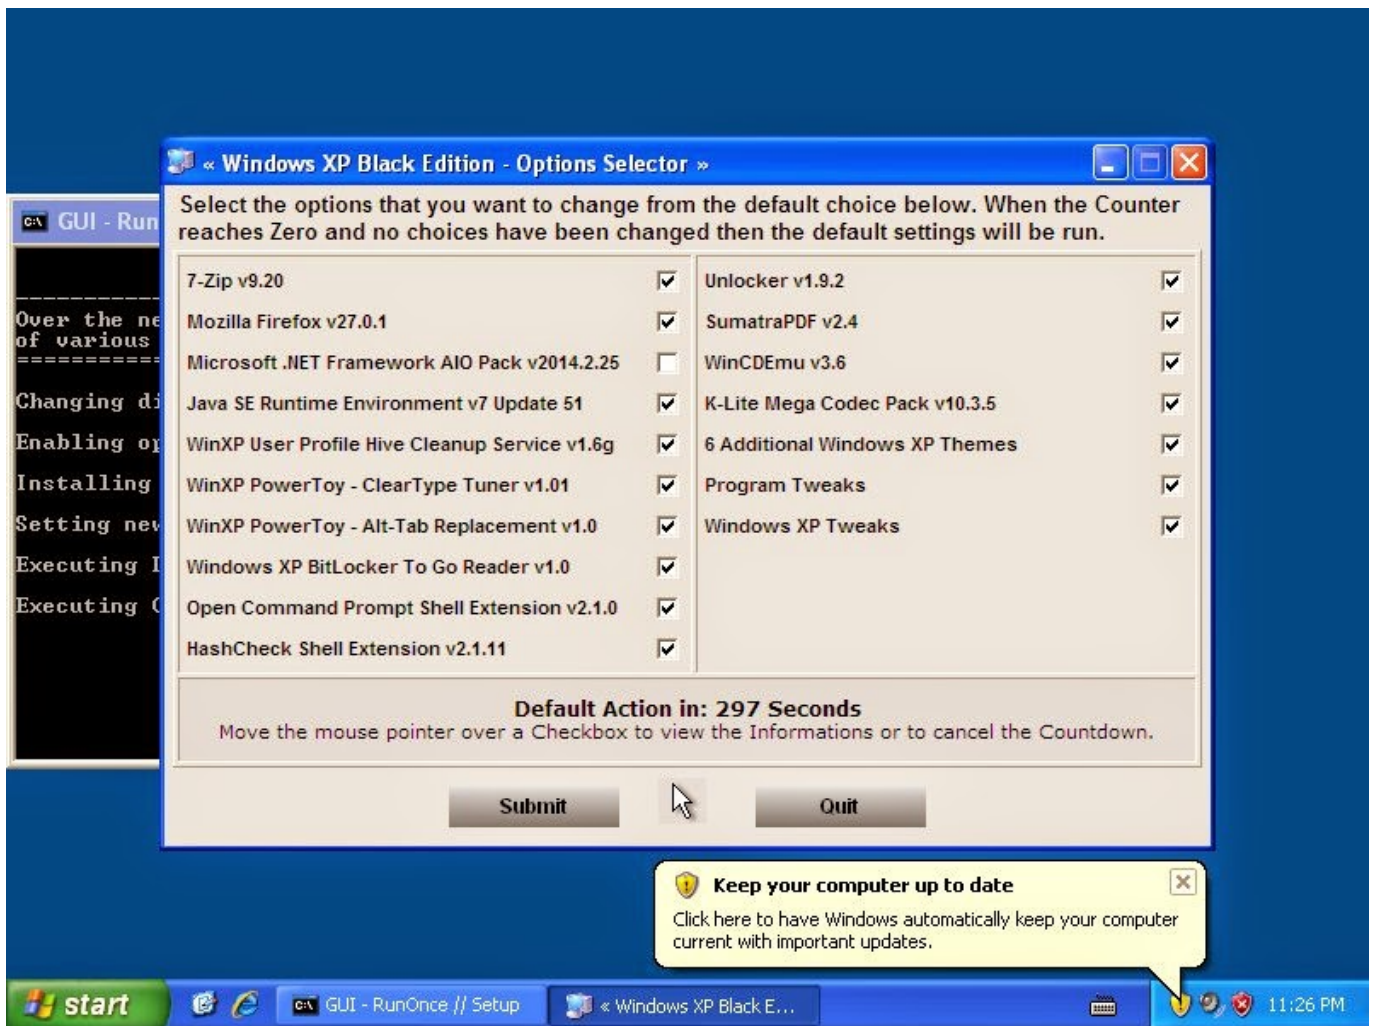 « Windows XP Black Edition - Options Selector »
Select the options that you want to change from the default choice below. When the Counter
reaches Zero and no choices have been changed then the default settings will be run.
GUI - Run
Over the ne
of various
Changing di
Enabling op
Installing
Setting new
Executing I
Executing C
7-Zip v9.20
Mozilla Firefox v27.0.1
Microsoft .NET Framework AIO Pack v2014.2.25
Java SE Runtime Environment v7 Update 51
WinXP User Profile Hive Cleanup Service v1.6g
WinXP PowerToy - ClearType Tuner v1.01
WinXP PowerToy - Alt-Tab Replacement v1.0
Windows XP BitLocker To Go Reader v1.0
Open Command Prompt Shell Extension v2.1.0
HashCheck Shell Extension v2.1.11
Unlocker v1.9.2
SumatraPDF v2.4
WinCDEmu v3.6
K-Lite Mega Codec Pack v10.3.5
6 Additional Windows XP Themes
Program Tweaks
Windows XP Tweaks
Default Action in: 297 Seconds
Move the mouse pointer over a Checkbox to view the Informations or to cancel the Countdown.
Submit
Quit
Keep your computer up to date
Click here to have Windows automatically keep your computer
current with important updates.
start
GUI - RunOnce // Setup
« Windows XP Black E...
11:26 PM